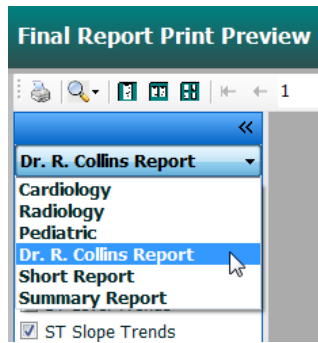 Final Report Print Preview
1
Dr. R. Collins Report
Cardiology
Radiology
Pediatric
Dr. R. Collins Report
Short Report
Summary Report
ST Slope Trends